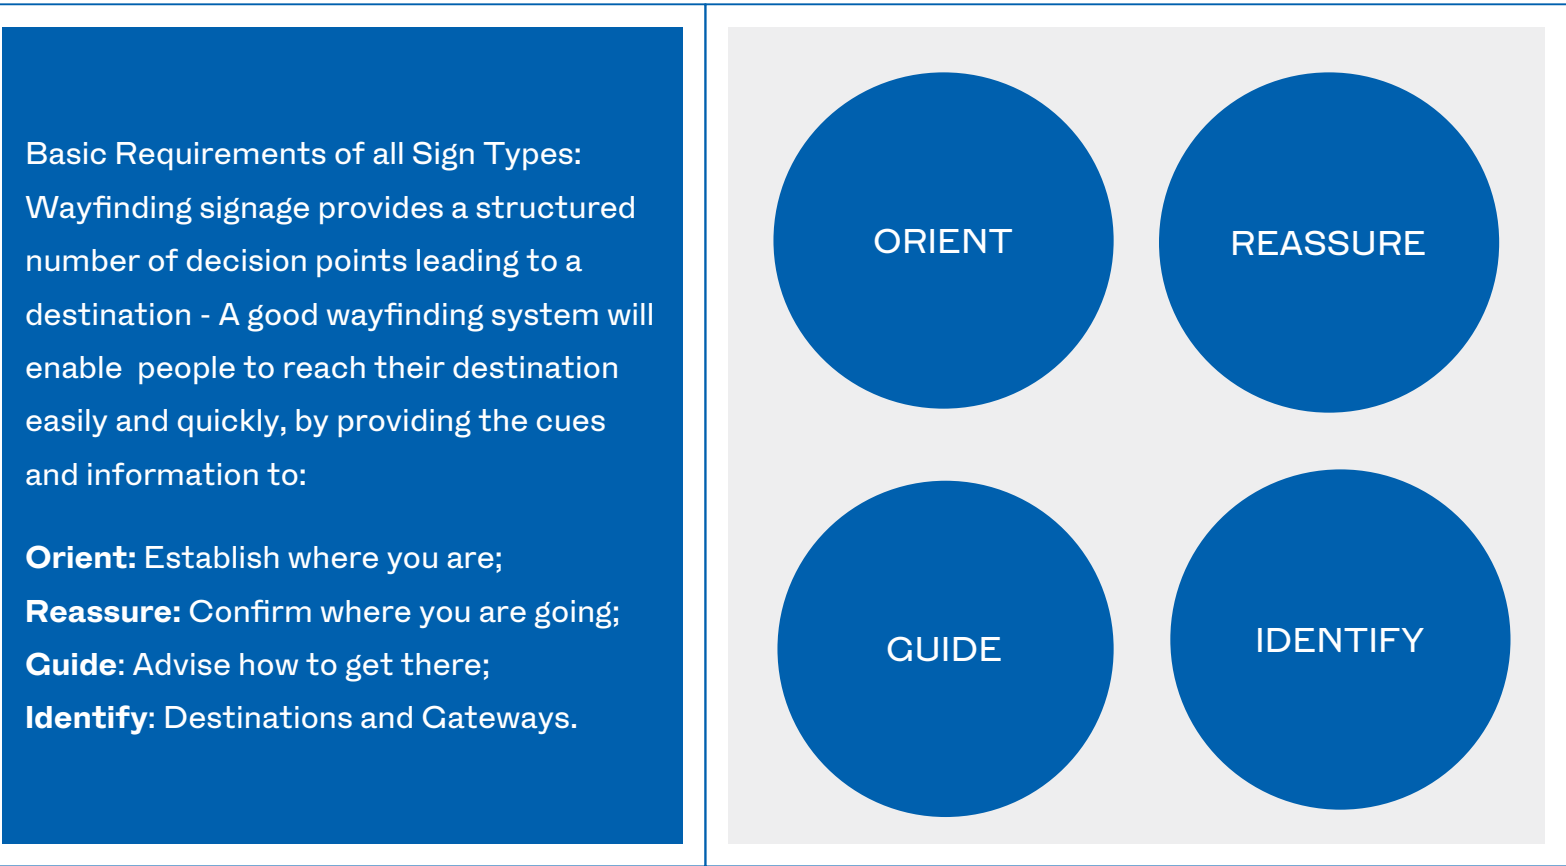 Basic Requirements of all Sign Types:
Wayfinding signage provides a structured
number of decision points leading to a
destination - A good wayfinding system will
enable  people to reach their destination
easily and quickly, by providing the cues
and information to:
Orient: Establish where you are;
Reassure: Confirm where you are going;
Guide: Advise how to get there;
Identify: Destinations and Gateways.
ORIENT
REASSURE
GUIDE
IDENTIFY